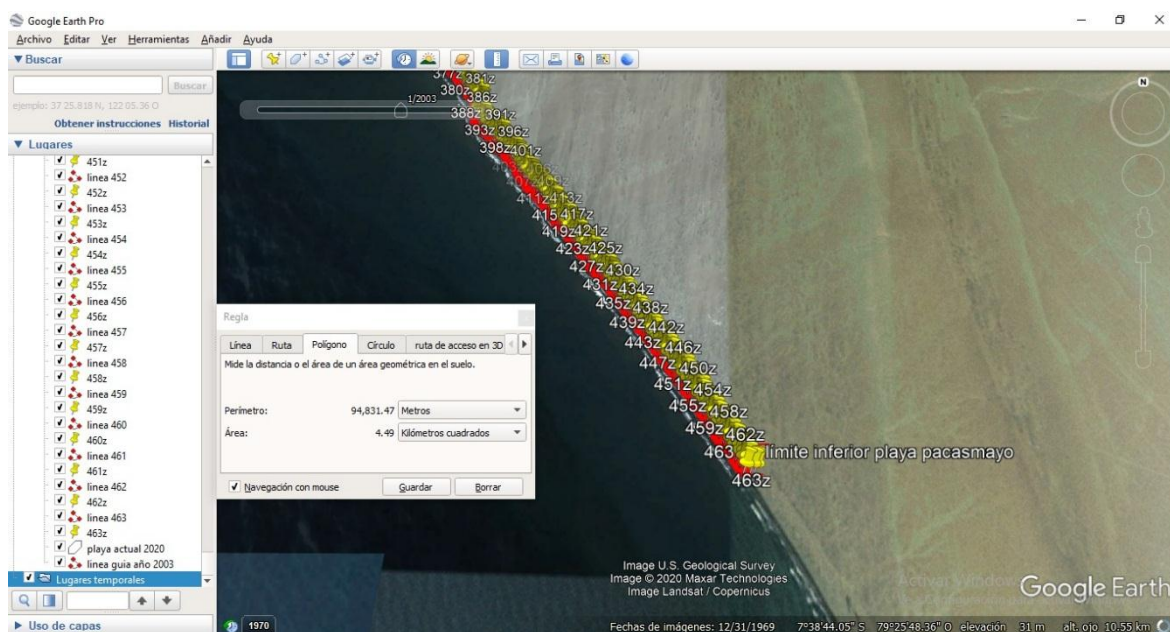 Google Earth Pro
Archivo Editar Ver Herramientas Añadir Ayuda
▼ Buscar
Buscar
ejemplo: 37 25.818 N, 122 05.36 O
Obtener instrucciones Historial
▼ Lugares
451z
linea 452
452z
linea 453
453z
linea 454
454z
linea 455
455z
linea 456
456z
linea 457
457z
linea 458
458z
linea 459
459z
linea 460
460z
linea 461
461z
linea 462
462z
linea 463
463z
playa actual 2020
linea guia año 2003
Lugares temporales
▶ Uso de capas
1/2003
377z 381z
380z 386z
388z 391z
393z 396z
398z 401z
411z 413z
415 417z
419z 421z
423z 425z
427z 430z
431z 434z
435z 438z
439z 442z
443z 446z
447z 450z
451z 454z
455z 458z
459z 462z
463 límite inferior playa pacasmayo
463z
N
Regla
Línea Ruta Polígono Círculo ruta de acceso en 3D
Mide la distancia o el área de un área geométrica en el suelo.
Perímetro: 94,831.47 Metros
Área: 4.49 Kilómetros cuadrados
Navegación con mouse Guardar Borrar
Image U.S. Geological Survey
Image © 2020 Maxar Technologies
Image Landsat / Copernicus
Activar Windows
Google Earth
1970
Fechas de imágenes: 12/31/1969 7°38'44.05" S 79°25'48.36" O elevación 31 m alt. ojo 10.55 km